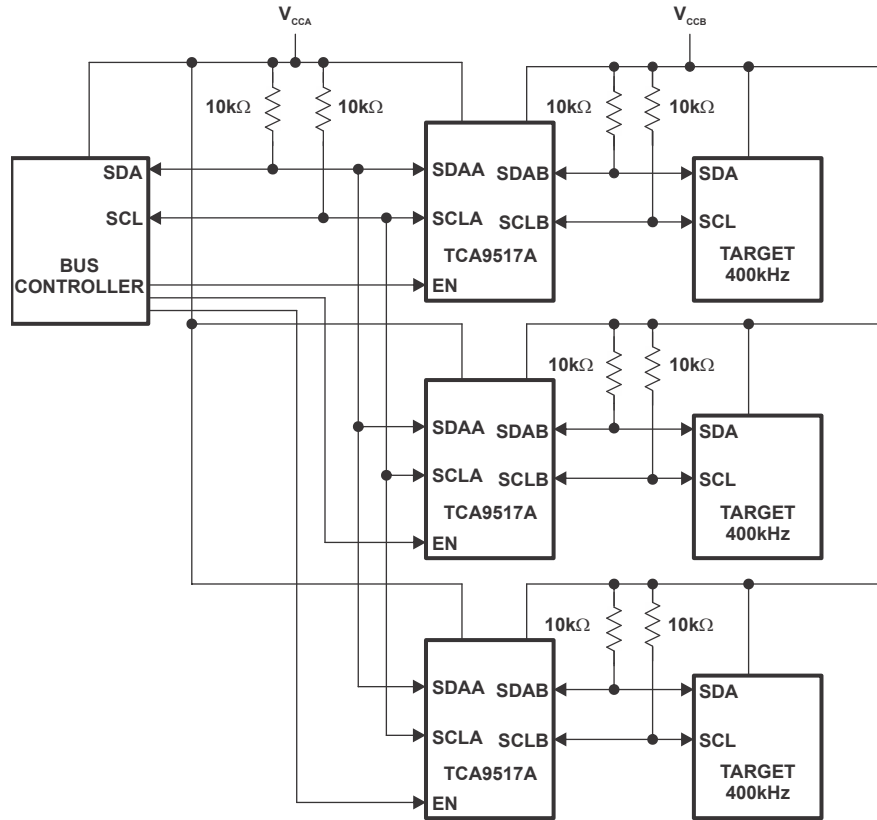 VCCA
VCCB
10kΩ
10kΩ
10kΩ
10kΩ
SDA
SCL
BUS
CONTROLLER
SDAA
SCLA
TCA9517A
EN
SDAB
SCLB
SDA
SCL
TARGET
400kHz
10kΩ
10kΩ
SDAA
SCLA
TCA9517A
EN
SDAB
SCLB
SDA
SCL
TARGET
400kHz
10kΩ
10kΩ
SDAA
SCLA
TCA9517A
EN
SDAB
SCLB
SDA
SCL
TARGET
400kHz